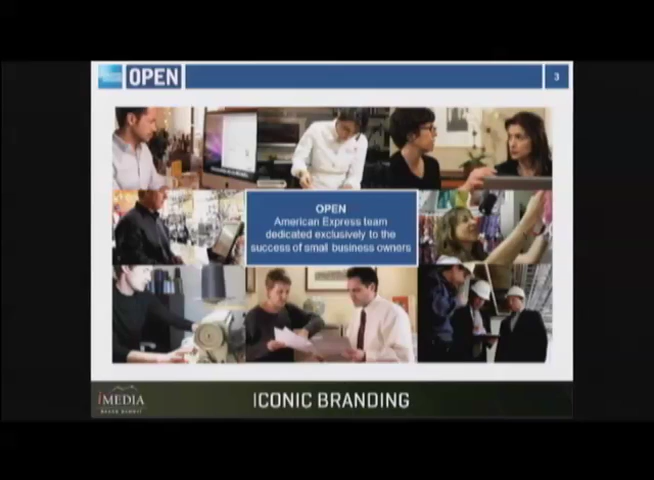 OPEN
3
OPEN
American Express team
dedicated exclusively to the
success of small business owners
iMEDIA
ICONIC BRANDING